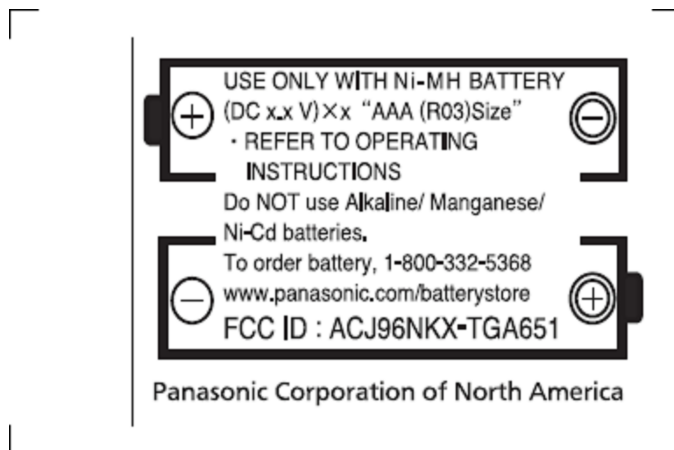 USE ONLY WITH Ni-MH BATTERY
(DC x.x V)×x “AAA (R03)Size”
· REFER TO OPERATING
INSTRUCTIONS
Do NOT use Alkaline/ Manganese/
Ni-Cd batteries.
To order battery, 1-800-332-5368
www.panasonic.com/batterystore
FCC ID : ACJ96NKX-TGA651
Panasonic Corporation of North America